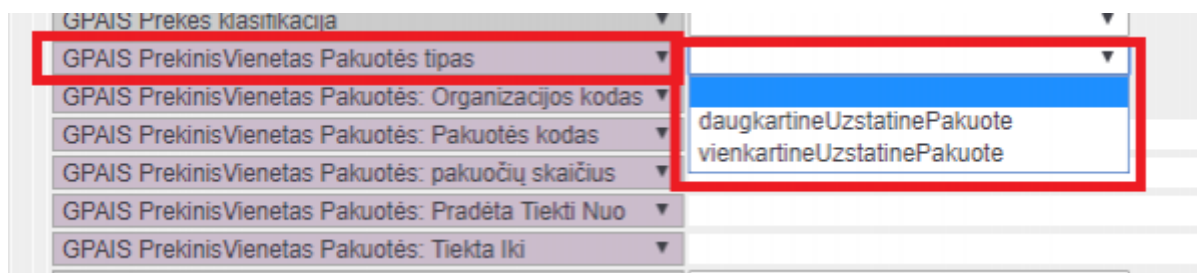 GPAIS Prekės klasifikacija
GPAIS PrekinisVienetas Pakuotės tipas
GPAIS PrekinisVienetas Pakuotės: Organizacijos kodas
daugkartineUzstatinePakuote
GPAIS PrekinisVienetas Pakuotės: Pakuotės kodas
vienkartineUzstatinePakuote
GPAIS PrekinisVienetas Pakuotės: pakuočių skaičius
GPAIS PrekinisVienetas Pakuotės: Pradėta Tiekti Nuo
GPAIS PrekinisVienetas Pakuotės: Tiekta Iki